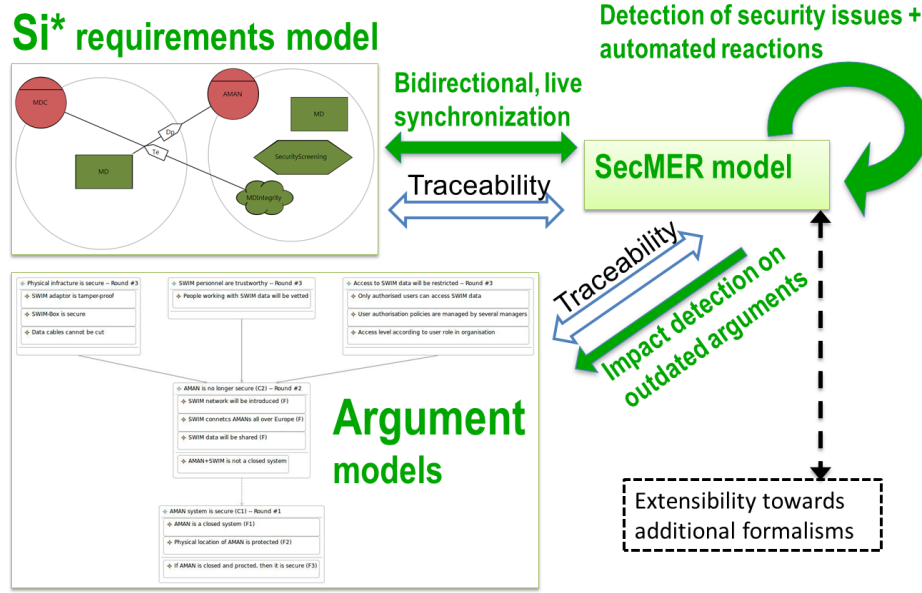 Si* requirements model
MDC
AMAN
MD
Dp
Te
SecurityScreening
MD
MDIntegrity
Bidirectional, live
synchronization
Traceability
Detection of security issues +
automated reactions
SecMER model
Traceability
Impact detection on
outdated arguments
Extensibility towards
additional formalisms
Physical infracture is secure -- Round #3
SWIM adaptor is tamper-proof
SWIM-Box is secure
Data cables cannot be cut
SWIM personnel are trustworthy -- Round #3
People working with SWIM data will be vetted
Access to SWIM data will be restricted -- Round #3
Only authorised users can access SWIM data
User authorisation policies are managed by several managers
Access level according to user role in organisation
AMAN is no longer secure (C2) -- Round #2
SWIM network will be introduced (F)
SWIM connetcs AMANs all over Europe (F)
SWIM data will be shared (F)
AMAN+SWIM is not a closed system
Argument
models
AMAN system is secure (C1) -- Round #1
AMAN is a closed system (F1)
Physical location of AMAN is protected (F2)
If AMAN is closed and procted, then it is secure (F3)